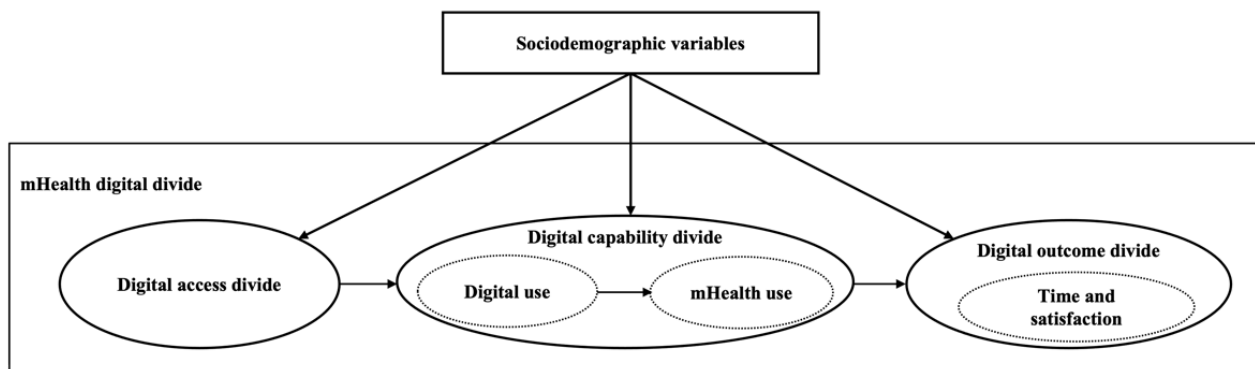 Sociodemographic variables
mHealth digital divide
Digital access divide
Digital capability divide
Digital use
mHealth use
Digital outcome divide
Time and
satisfaction